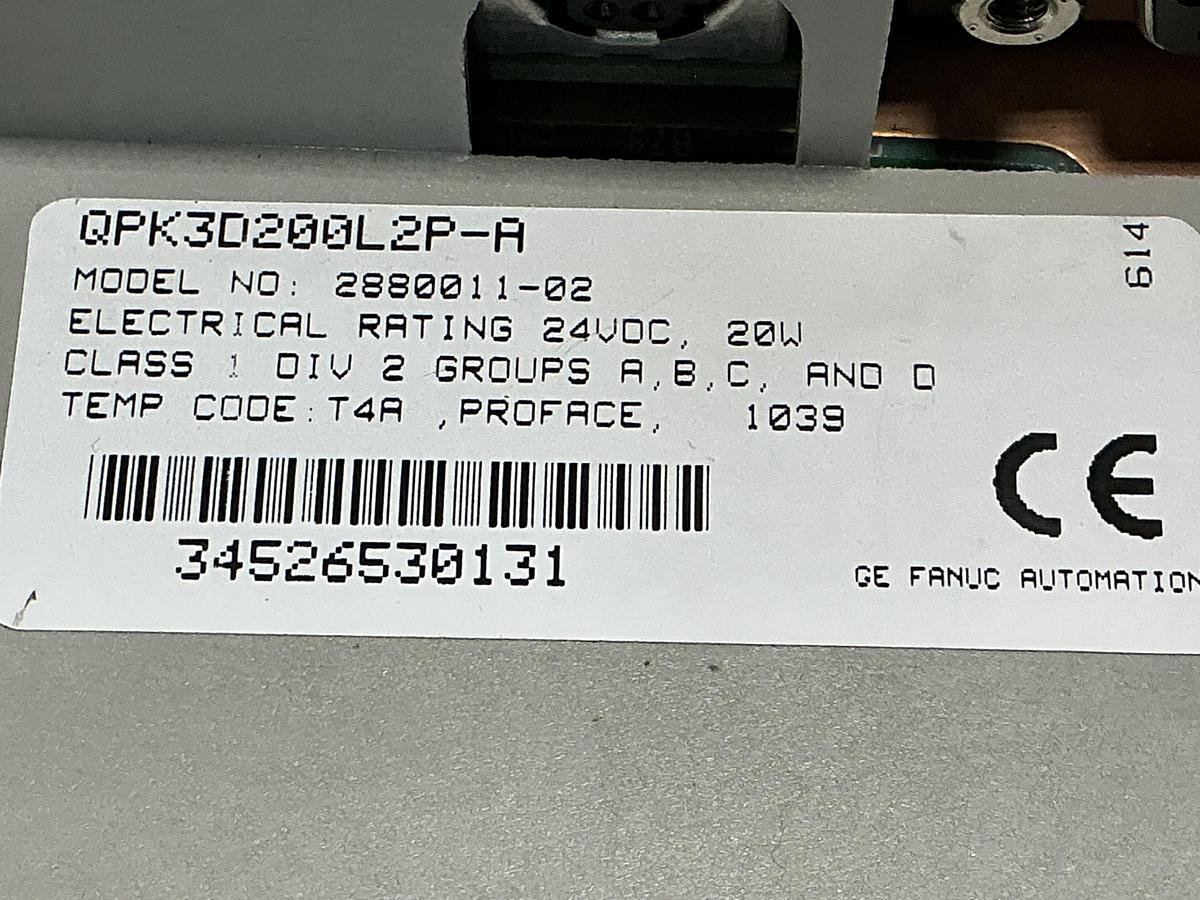 QPK3D200L2P-A
614
MODEL NO: 2880011-02
ELECTRICAL RATING 24VDC, 20W
CLASS 1 DIV 2 GROUPS A,B,C, AND D
TEMP CODE:T4A ,PROFACE, 1039
CE
34526530131
GE FANUC AUTOMATION